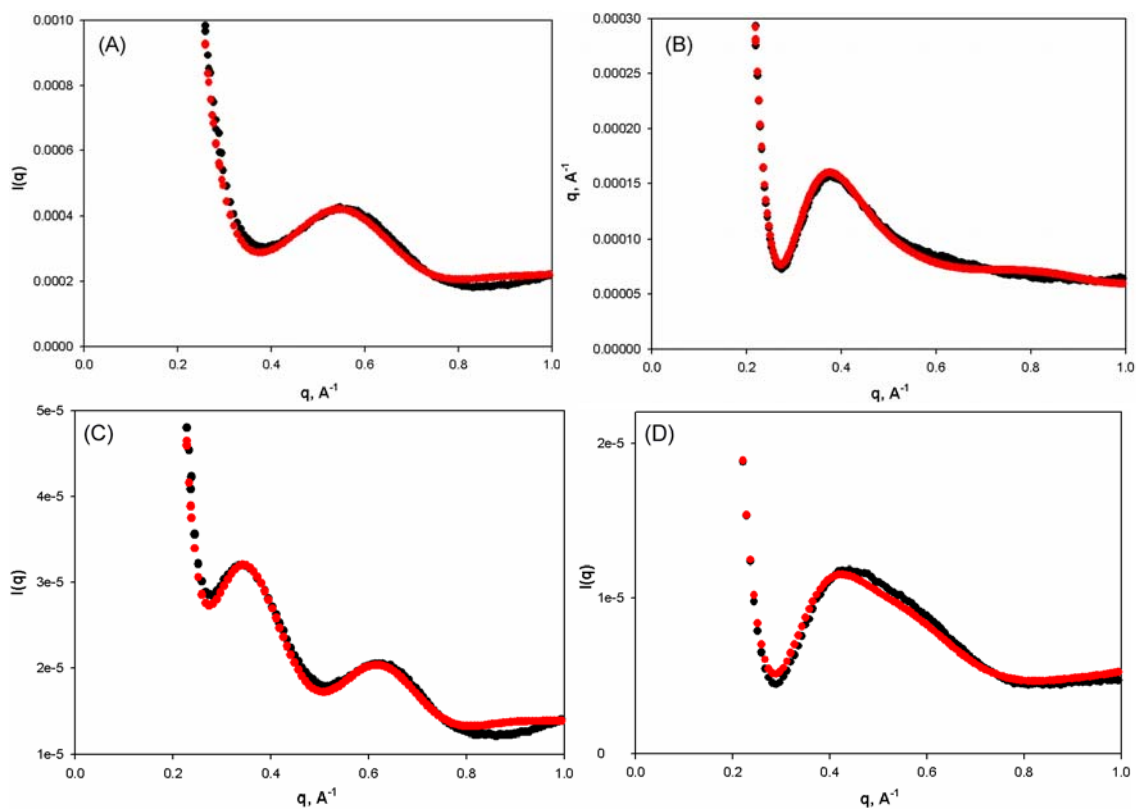 (A)
I(q)
0.0010
0.0008
0.0006
0.0004
0.0002
0.0000
0.0 0.2 0.4 0.6 0.8 1.0
q, A⁻¹
(B)
q, A⁻¹
0.00030
0.00025
0.00020
0.00015
0.00010
0.00005
0.00000
0.0 0.2 0.4 0.6 0.8 1.0
q, A⁻¹
(C)
I(q)
5e-5
4e-5
3e-5
2e-5
1e-5
0.0 0.2 0.4 0.6 0.8 1.0
q, A⁻¹
(D)
I(q)
2e-5
1e-5
0
0.0 0.2 0.4 0.6 0.8 1.0
q, A⁻¹